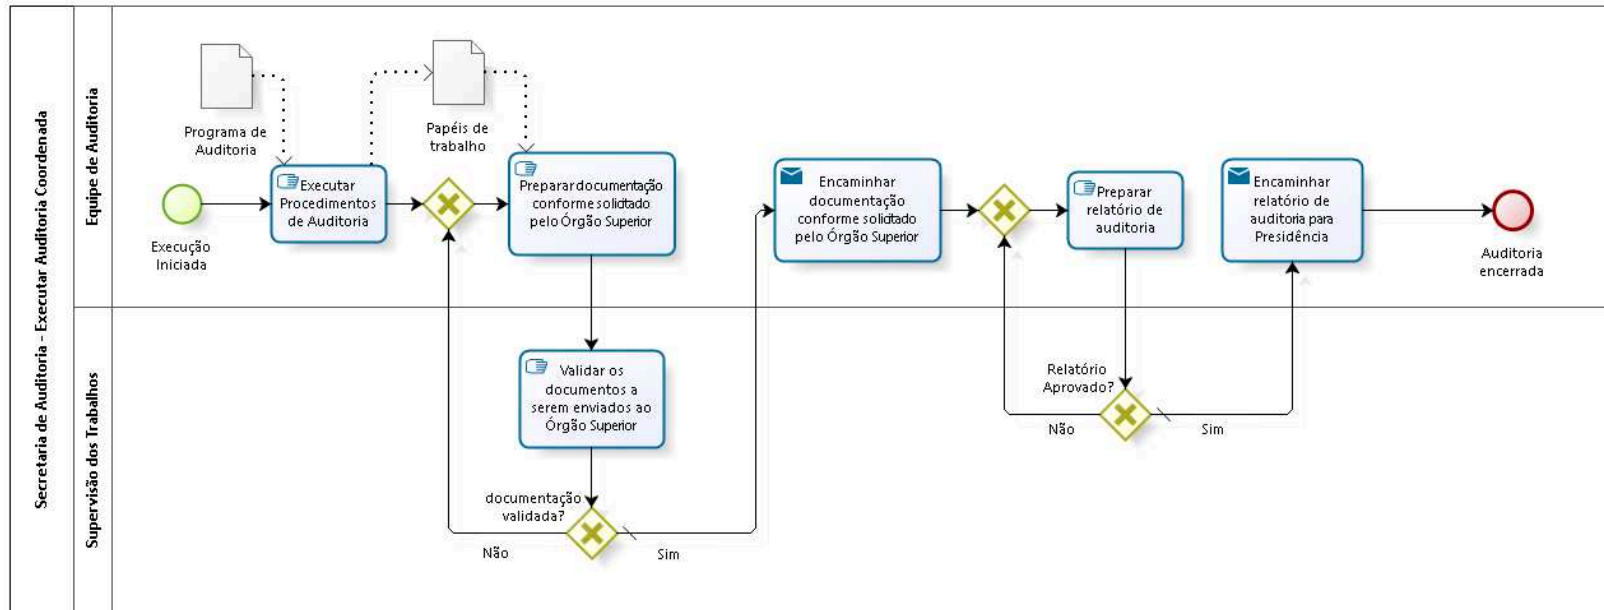 Secretaria de Auditoria – Executar Auditoria Coordenada
Equipe de Auditoria
Programa de
Auditoria
Papéis de
trabalho
Execução
Iniciada
Executar
Procedimentos
de Auditoria
Preparar documentação
conforme solicitado
pelo Órgão Superior
Encaminhar
documentação
conforme solicitado
pelo Órgão Superior
Preparar
relatório de
auditoria
Encaminhar
relatório de
auditoria para
Presidência
Auditoria
encerrada
Supervisão dos Trabalhos
Validar os
documentos a
serem enviados ao
Órgão Superior
documentação
validada?
Não
Sim
Relatório
Aprovado?
Não
Sim